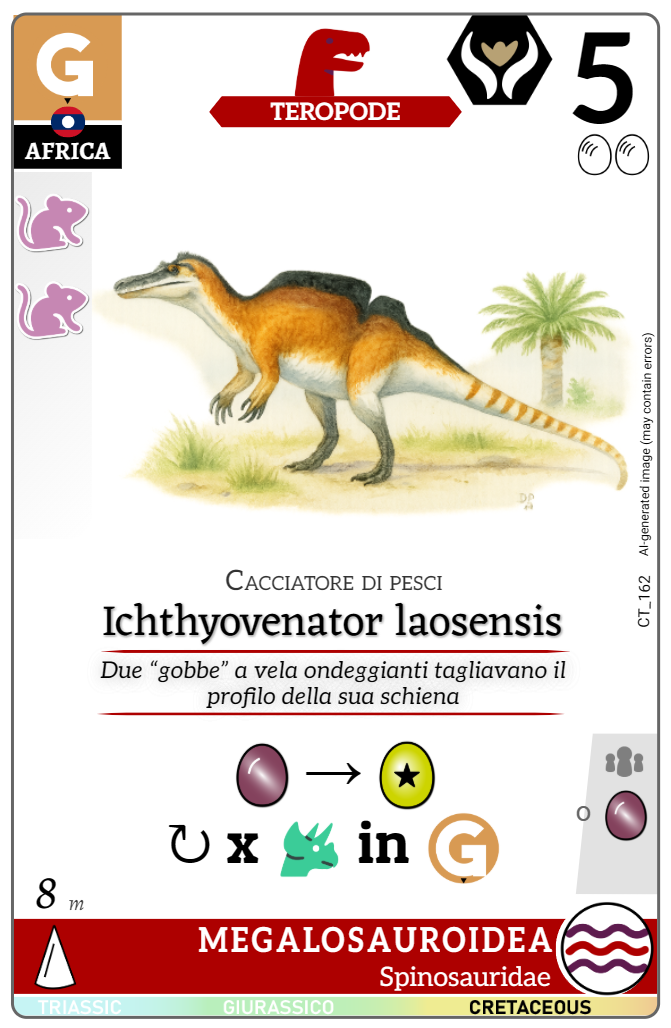 G
AFRICA
TEROPODE
5
AI-generated image (may contain errors)
CT_162
Cacciatore di pesci
Ichthyovenator laosensis
Due “gobbe” a vela ondeggianti tagliavano il
profilo della sua schiena
x in G
o
8 m
MEGALOSAUROIDEA
Spinosauridae
TRIASSIC GIURASSICO CRETACEOUS